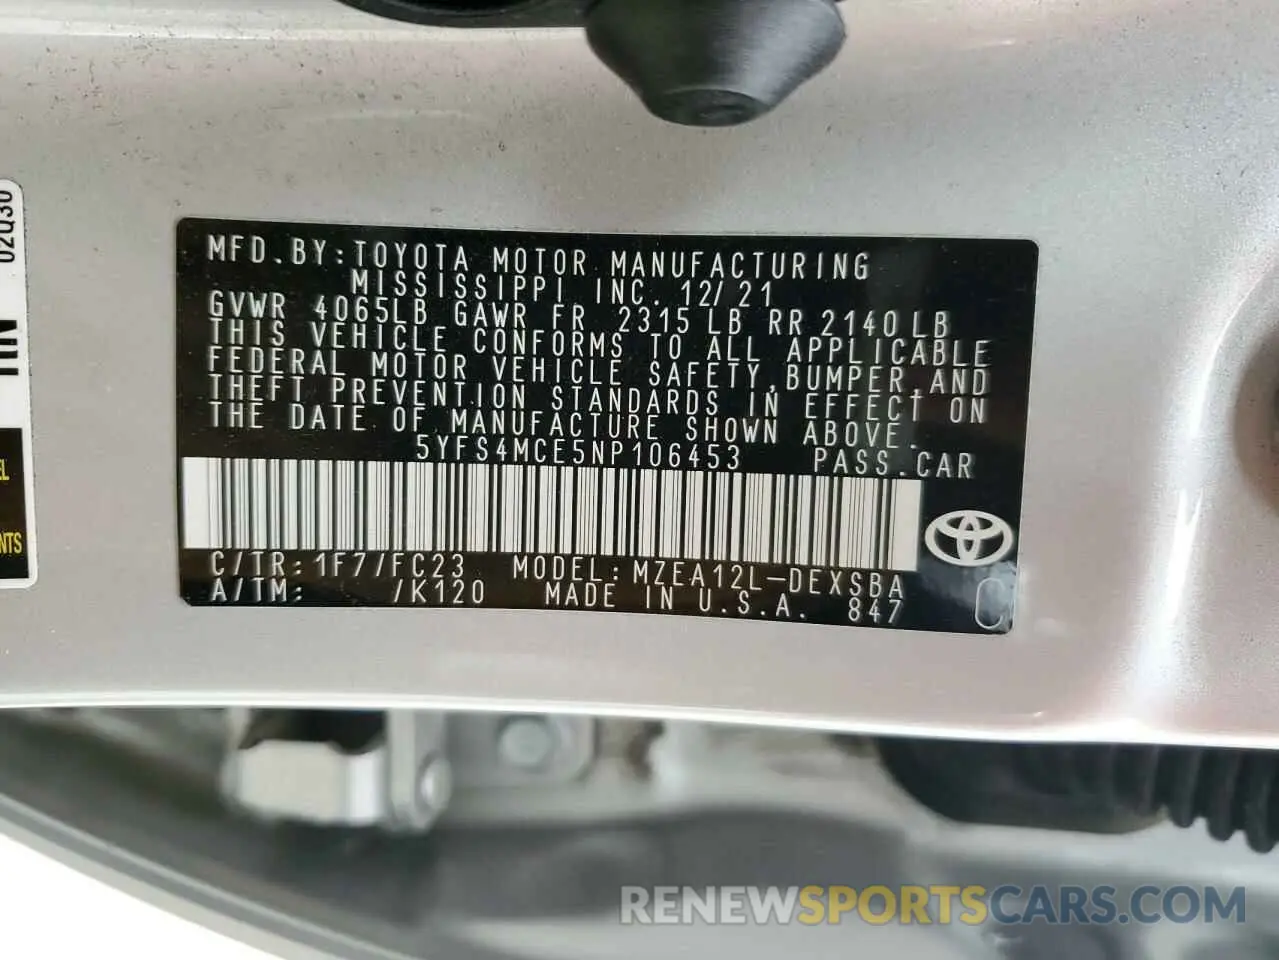 MFD.BY:TOYOTA MOTOR MANUFACTURING
MISSISSIPPI INC. 12/21
GVWR 4065LB GAWR FR 2315LB RR 2140LB
THIS VEHICLE CONFORMS TO ALL APPLICABLE
FEDERAL MOTOR VEHICLE SAFETY,BUMPER,AND
THEFT PREVENTION STANDARDS IN EFFECT ON
THE DATE OF MANUFACTURE SHOWN ABOVE.
5YFS4MCE5NP106453 PASS.CAR
C/TR:1F7/FC23 MODEL:MZEA12L-DEXSBA
A/TM: /K120 MADE IN U.S.A. 847
02Q30
RENEWSPORTSCARS.COM